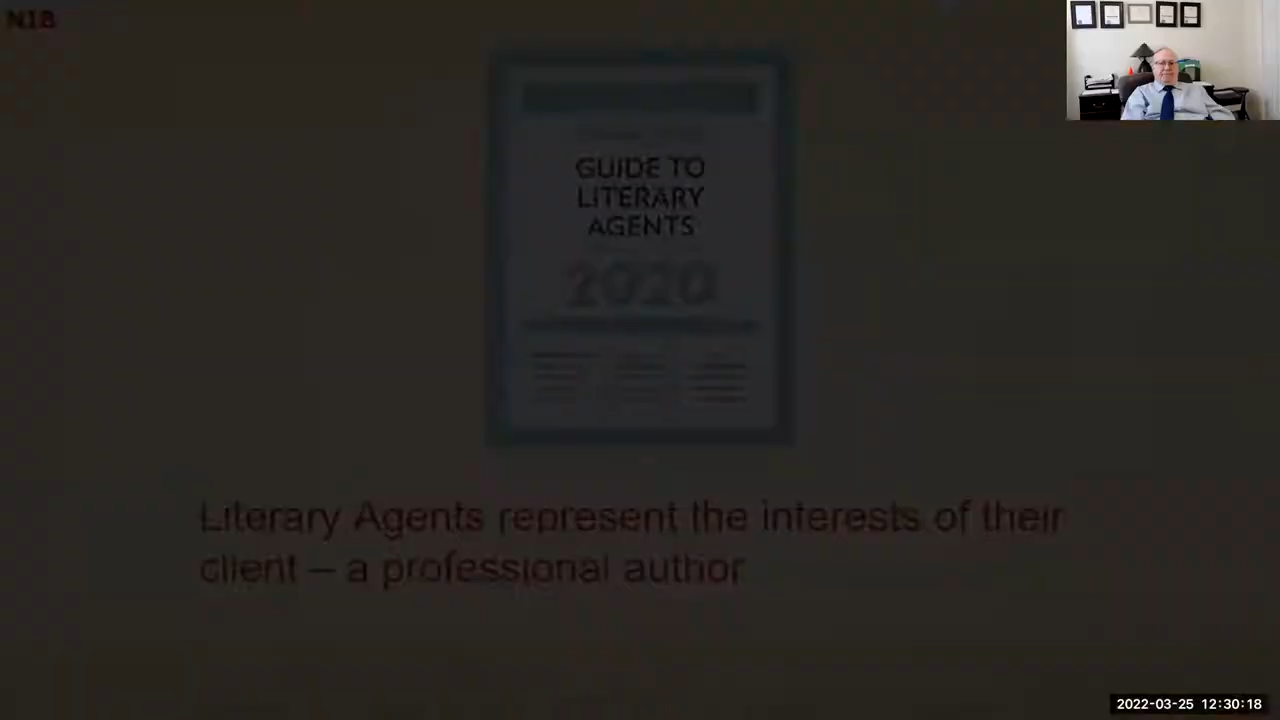 N1B
GUIDE TO
LITERARY
AGENTS
2020
Literary Agents represent the interests of their
client – a professional author
2022-03-25 12:30:18